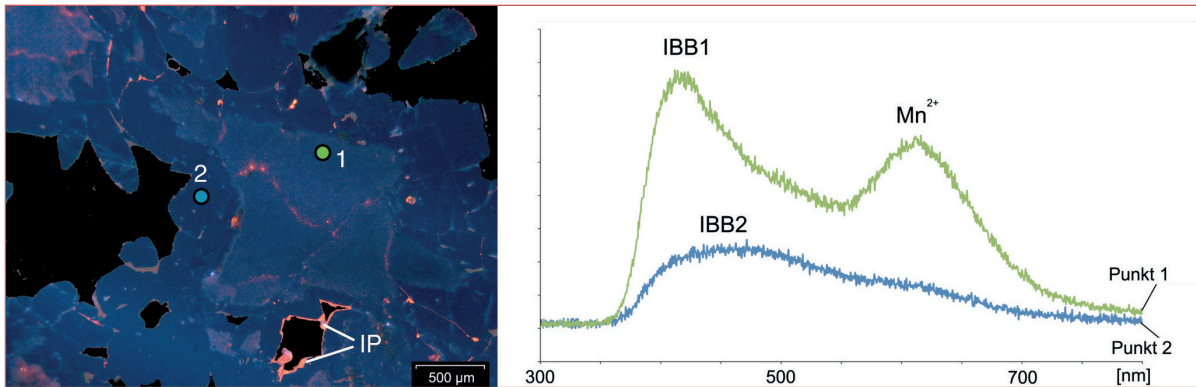 1
2
IP
500 µm
IBB1
Mn2+
IBB2
Punkt 1
Punkt 2
300
500
700
[nm]